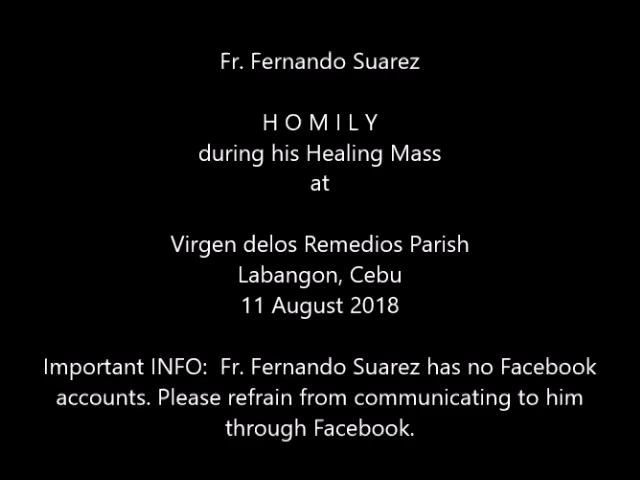 Fr. Fernando Suarez
H O M I L Y
during his Healing Mass
at
Virgen delos Remedios Parish
Labangon, Cebu
11 August 2018
Important INFO:  Fr. Fernando Suarez has no Facebook
accounts. Please refrain from communicating to him
through Facebook.